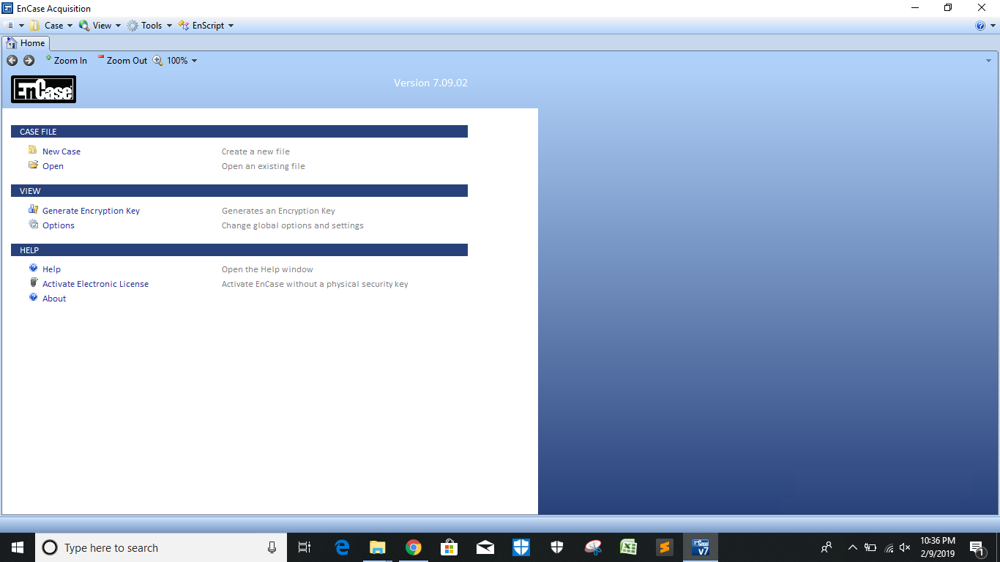 EnCase Acquisition
Case View Tools EnScript
Home
Zoom In Zoom Out 100%
EnCase
Version 7.09.02
CASE FILE
New Case Create a new file
Open Open an existing file
VIEW
Generate Encryption Key Generates an Encryption Key
Options Change global options and settings
HELP
Help Open the Help window
Activate Electronic License Activate EnCase without a physical security key
About
Type here to search
EnCase
v7
10:36 PM
2/9/2019
1